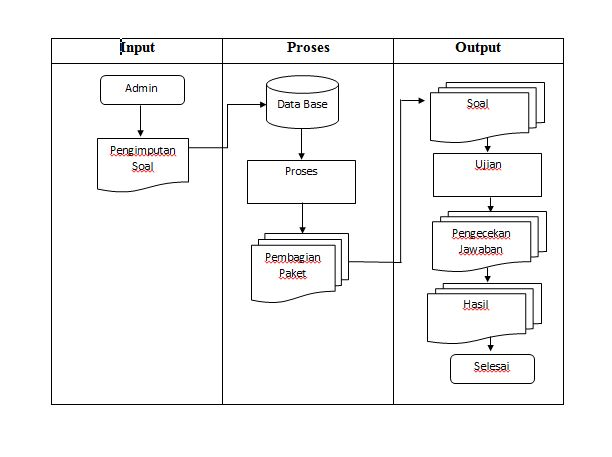 Input
Proses
Output
Admin
Pengimputan
Soal
Data Base
Proses
Pembagian
Paket
Soal
Ujian
Pengecekan
Jawaban
Hasil
Selesai